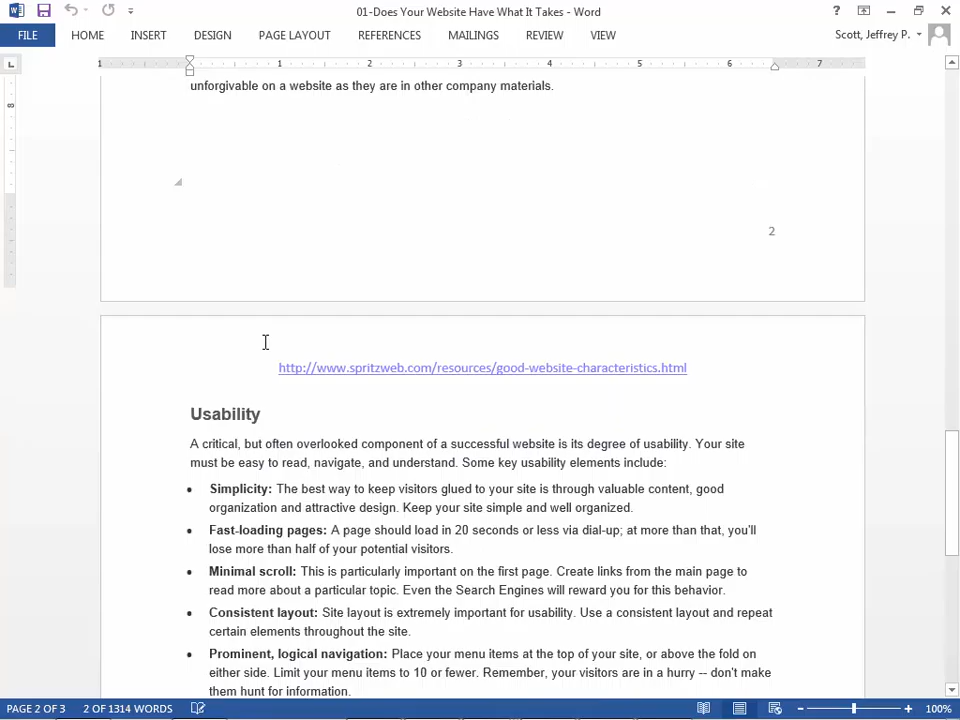 01-Does Your Website Have What It Takes - Word
FILE HOME INSERT DESIGN PAGE LAYOUT REFERENCES MAILINGS REVIEW VIEW Scott, Jeffrey P.
1 1 2 3 4 5 6 7
8
unforgivable on a website as they are in other company materials.
2
http://www.spritzweb.com/resources/good-website-characteristics.html
Usability
A critical, but often overlooked component of a successful website is its degree of usability. Your site
must be easy to read, navigate, and understand. Some key usability elements include:
• Simplicity: The best way to keep visitors glued to your site is through valuable content, good
organization and attractive design. Keep your site simple and well organized.
• Fast-loading pages: A page should load in 20 seconds or less via dial-up; at more than that, you'll
lose more than half of your potential visitors.
• Minimal scroll: This is particularly important on the first page. Create links from the main page to
read more about a particular topic. Even the Search Engines will reward you for this behavior.
• Consistent layout: Site layout is extremely important for usability. Use a consistent layout and repeat
certain elements throughout the site.
• Prominent, logical navigation: Place your menu items at the top of your site, or above the fold on
either side. Limit your menu items to 10 or fewer. Remember, your visitors are in a hurry -- don't make
them hunt for information.
PAGE 2 OF 3 2 OF 1314 WORDS 100%